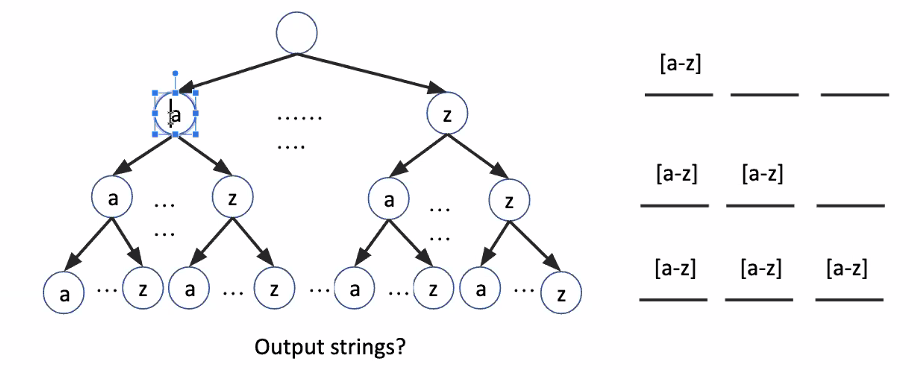 [a-z]
a ...... z
....
[a-z] [a-z]
a ... z a ... z
... ...
[a-z] [a-z] [a-z]
a ... z a ... z ... a ... z a ... z
Output strings?